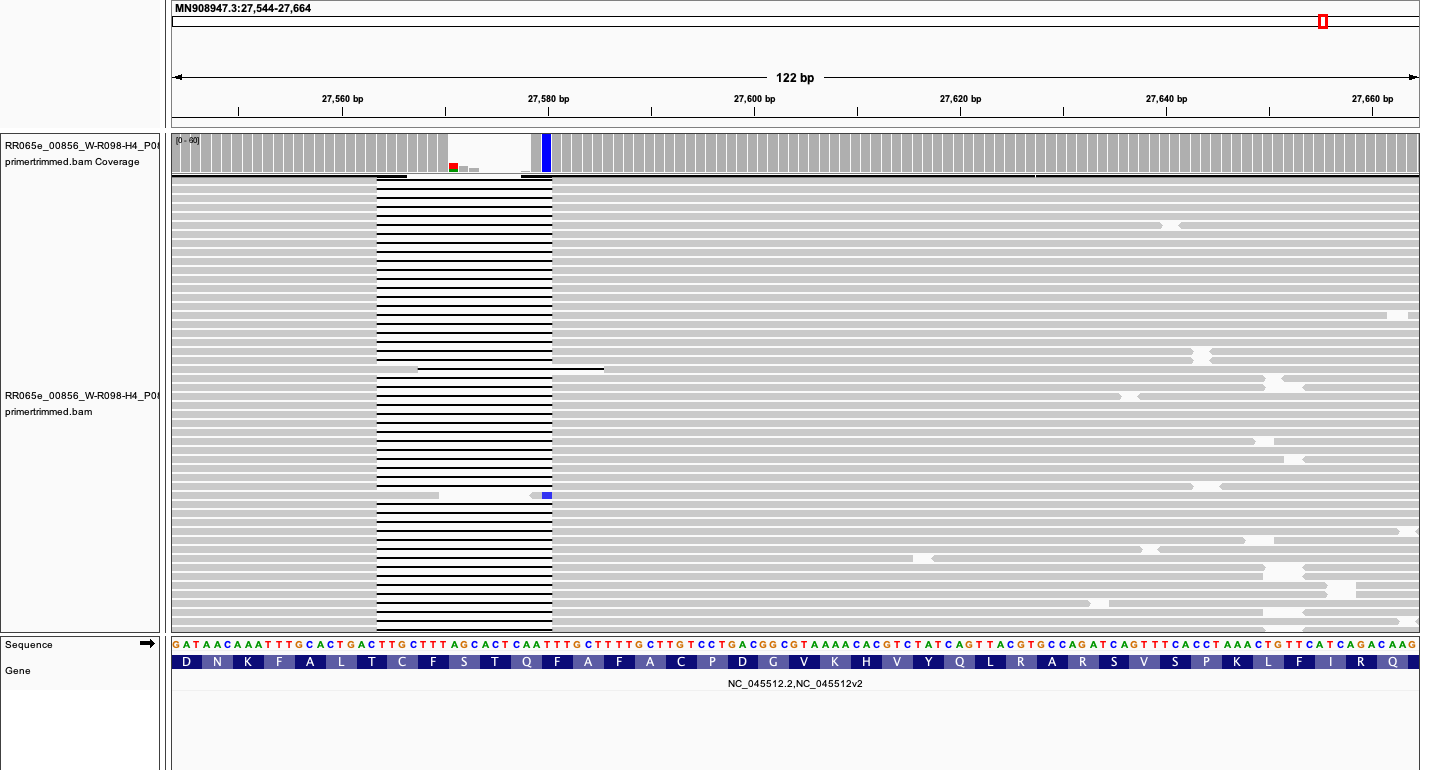 MN908947.3:27,544-27,664
122 bp
27,560 bp 27,580 bp 27,600 bp 27,620 bp 27,640 bp 27,660 bp
RR065e_00856_W-R098-H4_P0
primertrimmed.bam Coverage
[0 - 60]
RR065e_00856_W-R098-H4_P0
primertrimmed.bam
Sequence
GATAACAAATTTGCACTGACTTGCTTTAGCACTCAATTTGCTTTTGCTTGTCCTGACGGCGTAAAACACGTCTATCAGTTACGTGCCAGATCAGTTTCACCTAAACTGTTCATCAGACAAG
Gene
D N K F A L T C F S T Q F A F A C P D G V K H V Y Q L R A R S V S P K L F I R Q
NC_045512.2,NC_045512v2